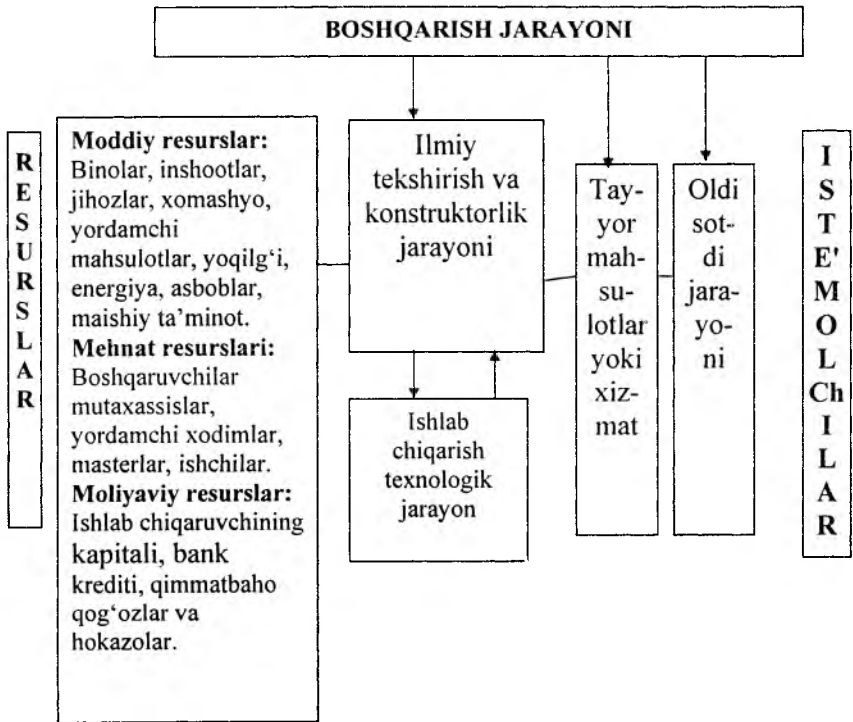 BOSHQARISH JARAYONI
R
E
S
U
R
S
L
A
R
Moddiy resurslar:
Binolar, inshootlar,
jihozlar, xomashyo,
yordamchi
mahsulotlar, yoqilg‘i,
energiya, asboblar,
maishiy ta’minot.
Mehnat resurslari:
Boshqaruvchilar
mutaxassislar,
yordamchi xodimlar,
masterlar, ishchilar.
Moliyaviy resurslar:
Ishlab chiqaruvchining
kapitali, bank
krediti, qimmatbaho
qog‘ozlar va
hokazolar.
Ilmiy
tekshirish va
konstruktorlik
jarayoni
Ishlab
chiqarish
texnologik
jarayon
Tay-
yor
mah-
su-
lotlar
yoki
xiz-
mat
Oldi
sot-
di
jara-
yo-
ni
I
S
T
E'
M
O
L
Ch
I
L
A
R